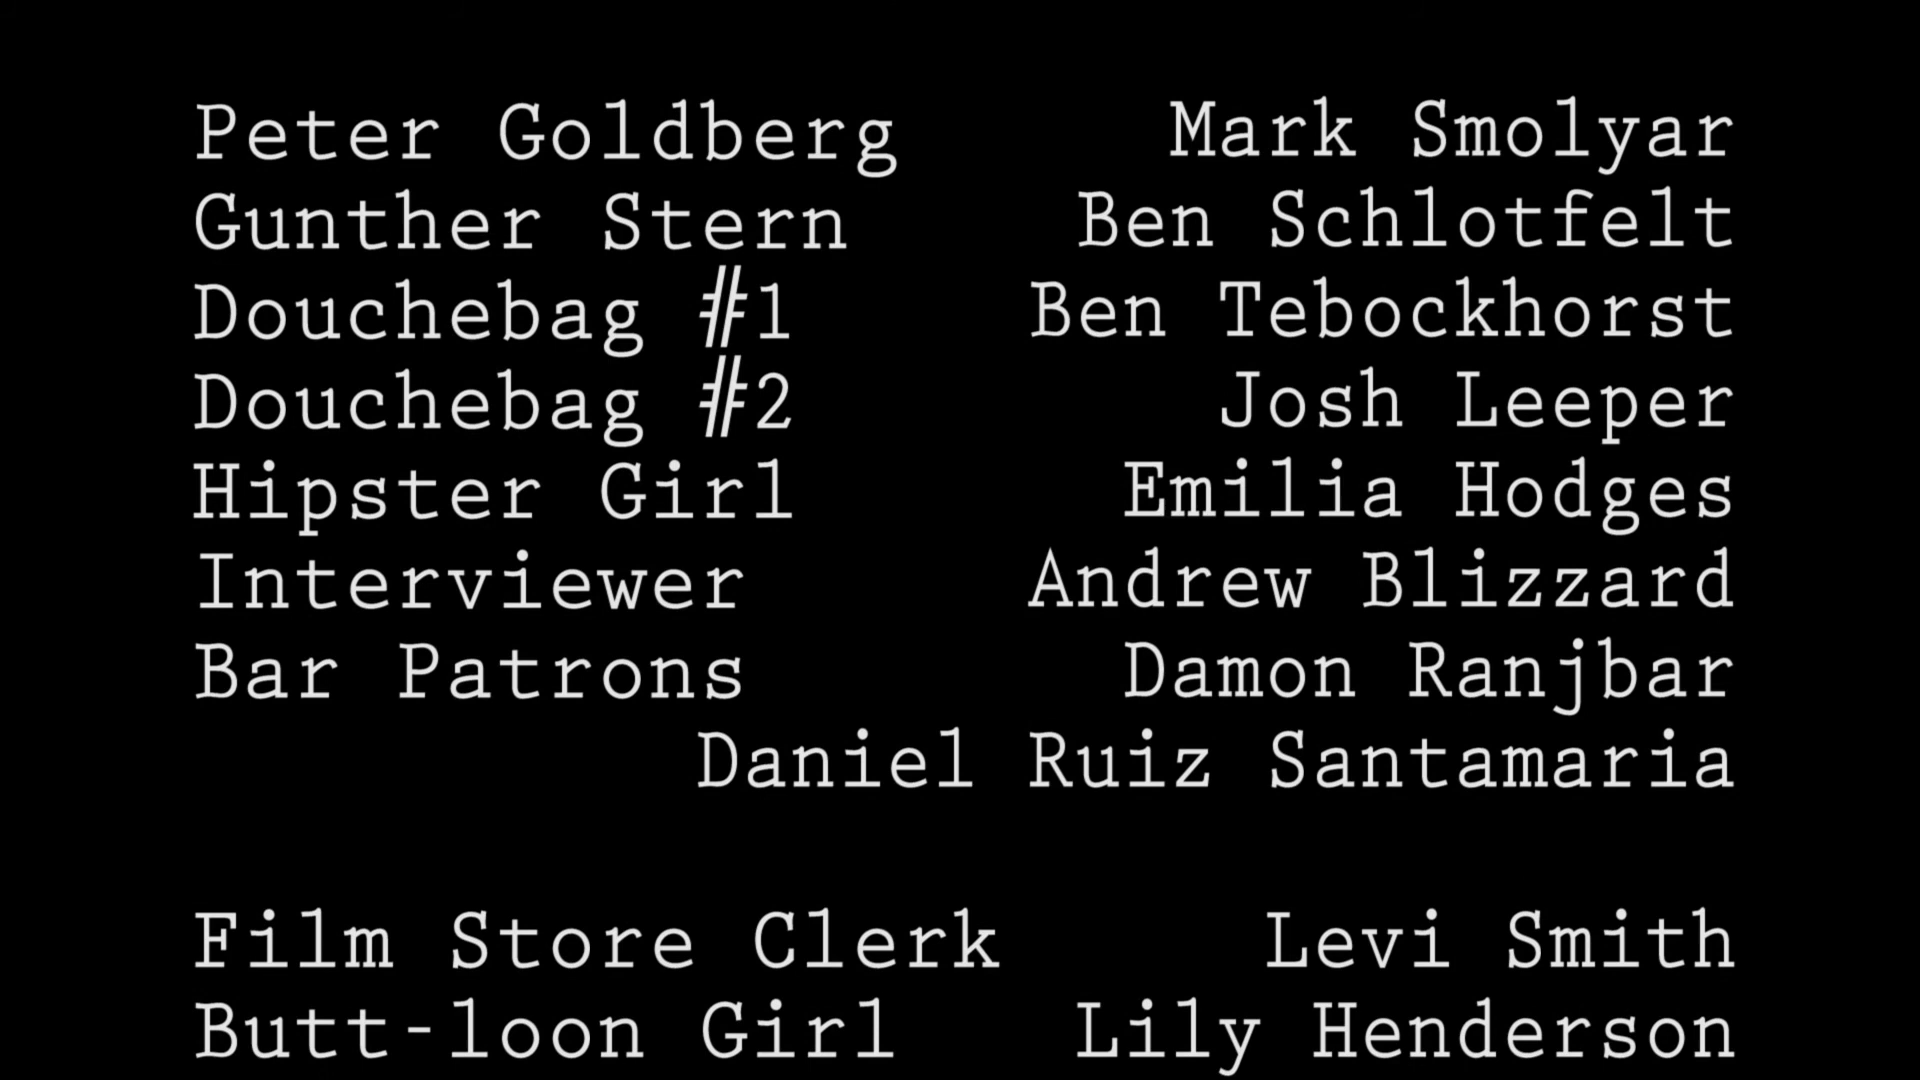 Peter Goldberg Mark Smolyar
Gunther Stern Ben Schlotfelt
Douchebag #1 Ben Tebockhorst
Douchebag #2 Josh Leeper
Hipster Girl Emilia Hodges
Interviewer Andrew Blizzard
Bar Patrons Damon Ranjbar
Daniel Ruiz Santamaria
Film Store Clerk Levi Smith
Butt-loon Girl Lily Henderson